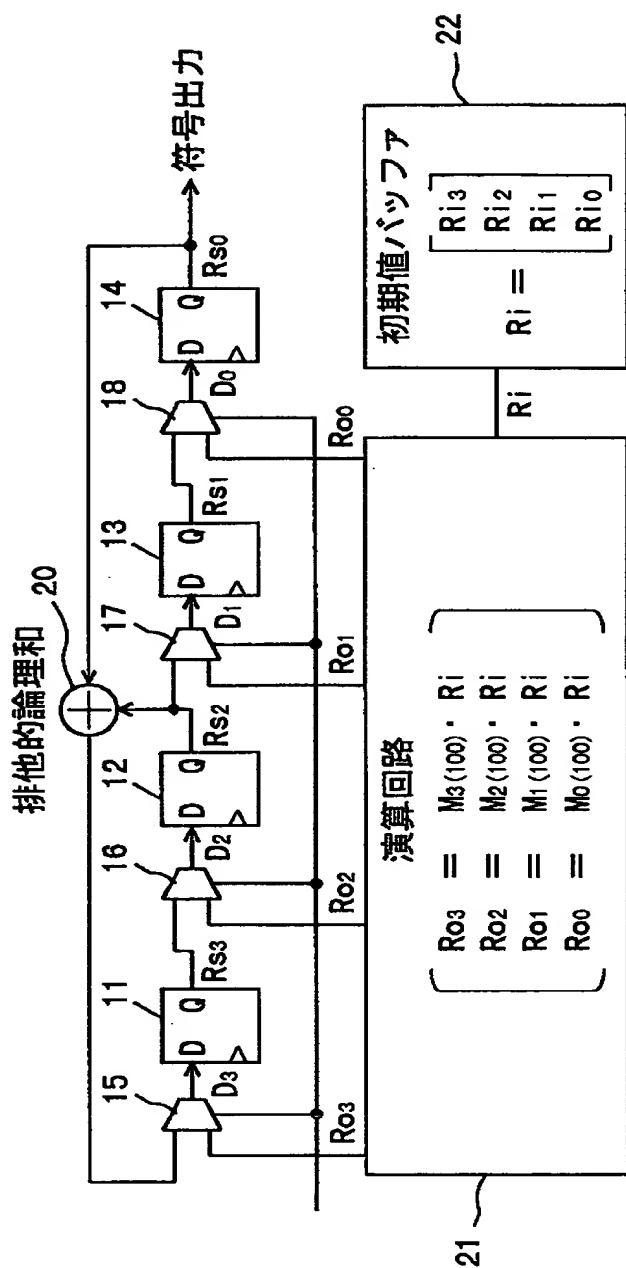 排他的論理和
20
符号出力
15
11
16
12
17
13
18
14
D Q
D Q
D Q
D Q
D3
Rs3
D2
Rs2
D1
Rs1
D0
Rs0
Ro3
Ro2
Ro1
Ro0
演算回路
Ro3 = M3(100)・Ri
Ro2 = M2(100)・Ri
Ro1 = M1(100)・Ri
Ro0 = M0(100)・Ri
21
Ri
初期値バッファ
Ri =
Ri3
Ri2
Ri1
Ri0
22